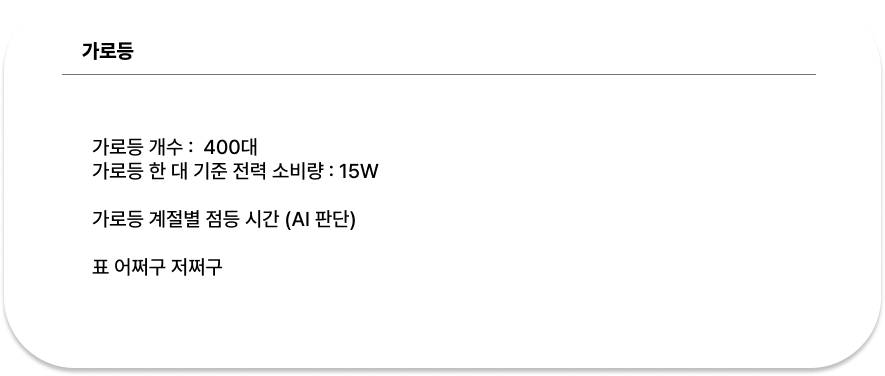 가로등
가로등 개수 : 400대
가로등 한 대 기준 전력 소비량 : 15W
가로등 계절별 점등 시간 (AI 판단)
표 어쩌구 저쩌구